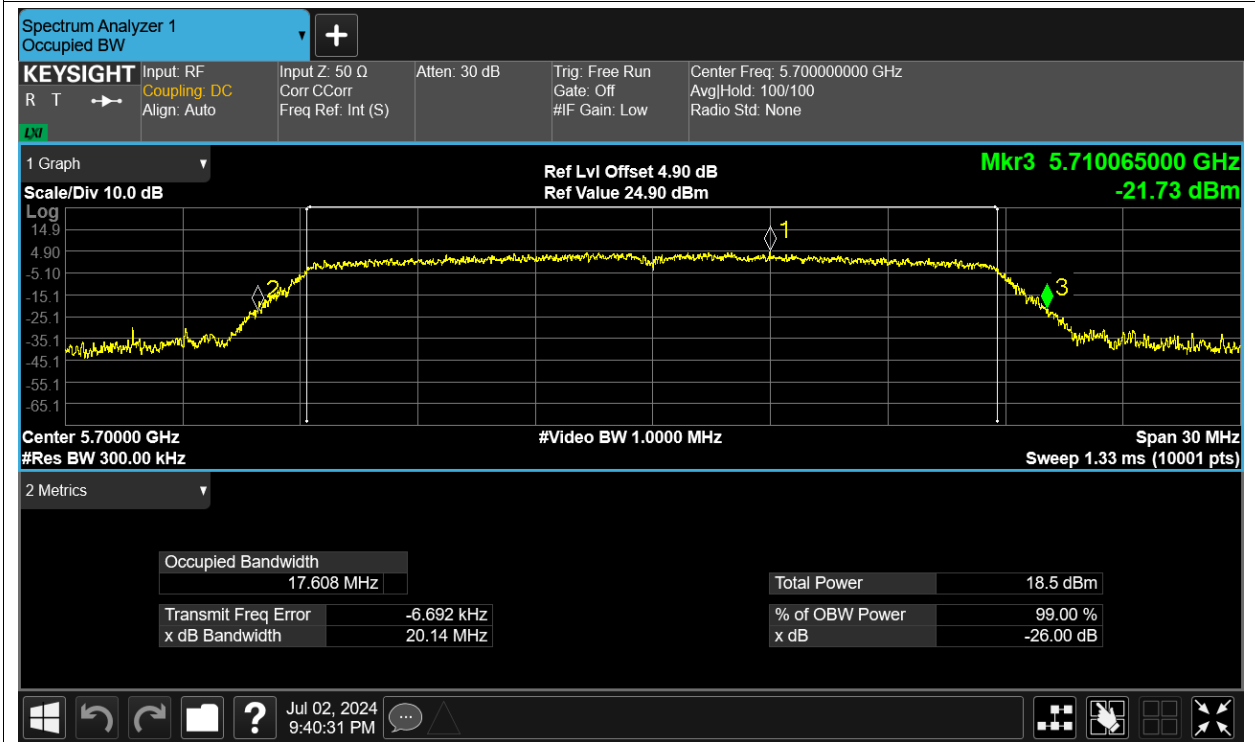 Spectrum Analyzer 1
Occupied BW
KEYSIGHT
R T
LXI
Input: RF
Coupling: DC
Align: Auto
Input Z: 50 Ω
Corr CCorr
Freq Ref: Int (S)
Atten: 30 dB
Trig: Free Run
Gate: Off
#IF Gain: Low
Center Freq: 5.700000000 GHz
Avg|Hold: 100/100
Radio Std: None
1 Graph
Scale/Div 10.0 dB
Ref Lvl Offset 4.90 dB
Ref Value 24.90 dBm
Mkr3 5.710065000 GHz
-21.73 dBm
Log
14.9
4.90
-5.10
-15.1
-25.1
-35.1
-45.1
-55.1
-65.1
1
2
3
Center 5.70000 GHz
#Video BW 1.0000 MHz
Span 30 MHz
#Res BW 300.00 kHz
Sweep 1.33 ms (10001 pts)
2 Metrics
Occupied Bandwidth
17.608 MHz
Transmit Freq Error -6.692 kHz
x dB Bandwidth 20.14 MHz
Total Power 18.5 dBm
% of OBW Power 99.00 %
x dB -26.00 dB
?
Jul 02, 2024
9:40:31 PM